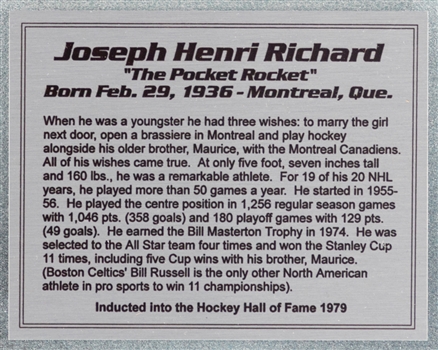 Joseph Henri Richard
"The Pocket Rocket"
Born Feb. 29, 1936 - Montreal, Que.
When he was a youngster he had three wishes: to marry the girl
next door, open a brassiere in Montreal and play hockey
alongside his older brother, Maurice, with the Montreal Canadiens.
All of his wishes came true. At only five foot, seven inches tall
and 160 lbs., he was a remarkable athlete. For 19 of his 20 NHL
years, he played more than 50 games a year. He started in 1955-
56. He played the centre position in 1,256 regular season games
with 1,046 pts. (358 goals) and 180 playoff games with 129 pts.
(49 goals). He earned the Bill Masterton Trophy in 1974. He was
selected to the All Star team four times and won the Stanley Cup
11 times, including five Cup wins with his brother, Maurice.
(Boston Celtics' Bill Russell is the only other North American
athlete in pro sports to win 11 championships).
Inducted into the Hockey Hall of Fame 1979